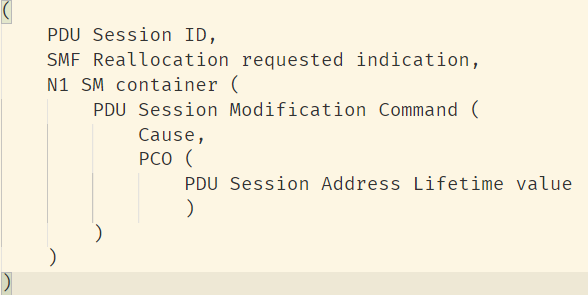 (
    PDU Session ID,
    SMF Reallocation requested indication,
    N1 SM container (
        PDU Session Modification Command (
            Cause,
            PCO (
                PDU Session Address Lifetime value
                )
        )
    )
)